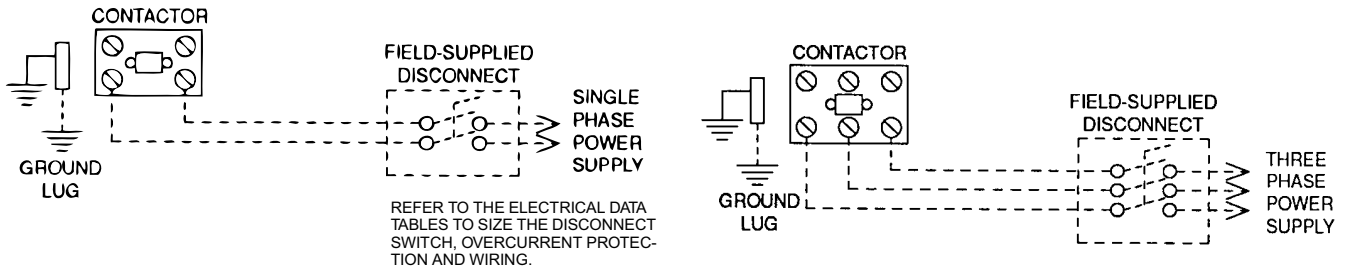 CONTACTOR
FIELD-SUPPLIED
DISCONNECT
SINGLE
PHASE
POWER
SUPPLY
GROUND
LUG
REFER TO THE ELECTRICAL DATA
TABLES TO SIZE THE DISCONNECT
SWITCH, OVERCURRENT PROTEC-
TION AND WIRING.
CONTACTOR
FIELD-SUPPLIED
DISCONNECT
THREE
PHASE
POWER
SUPPLY
GROUND
LUG